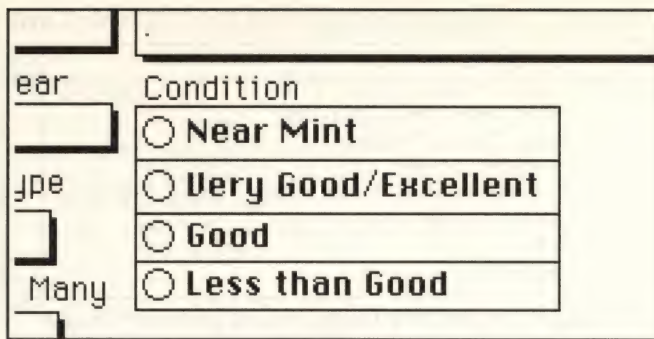 ear Condition
Near Mint
ype Very Good/Excellent
Good
Many Less than Good